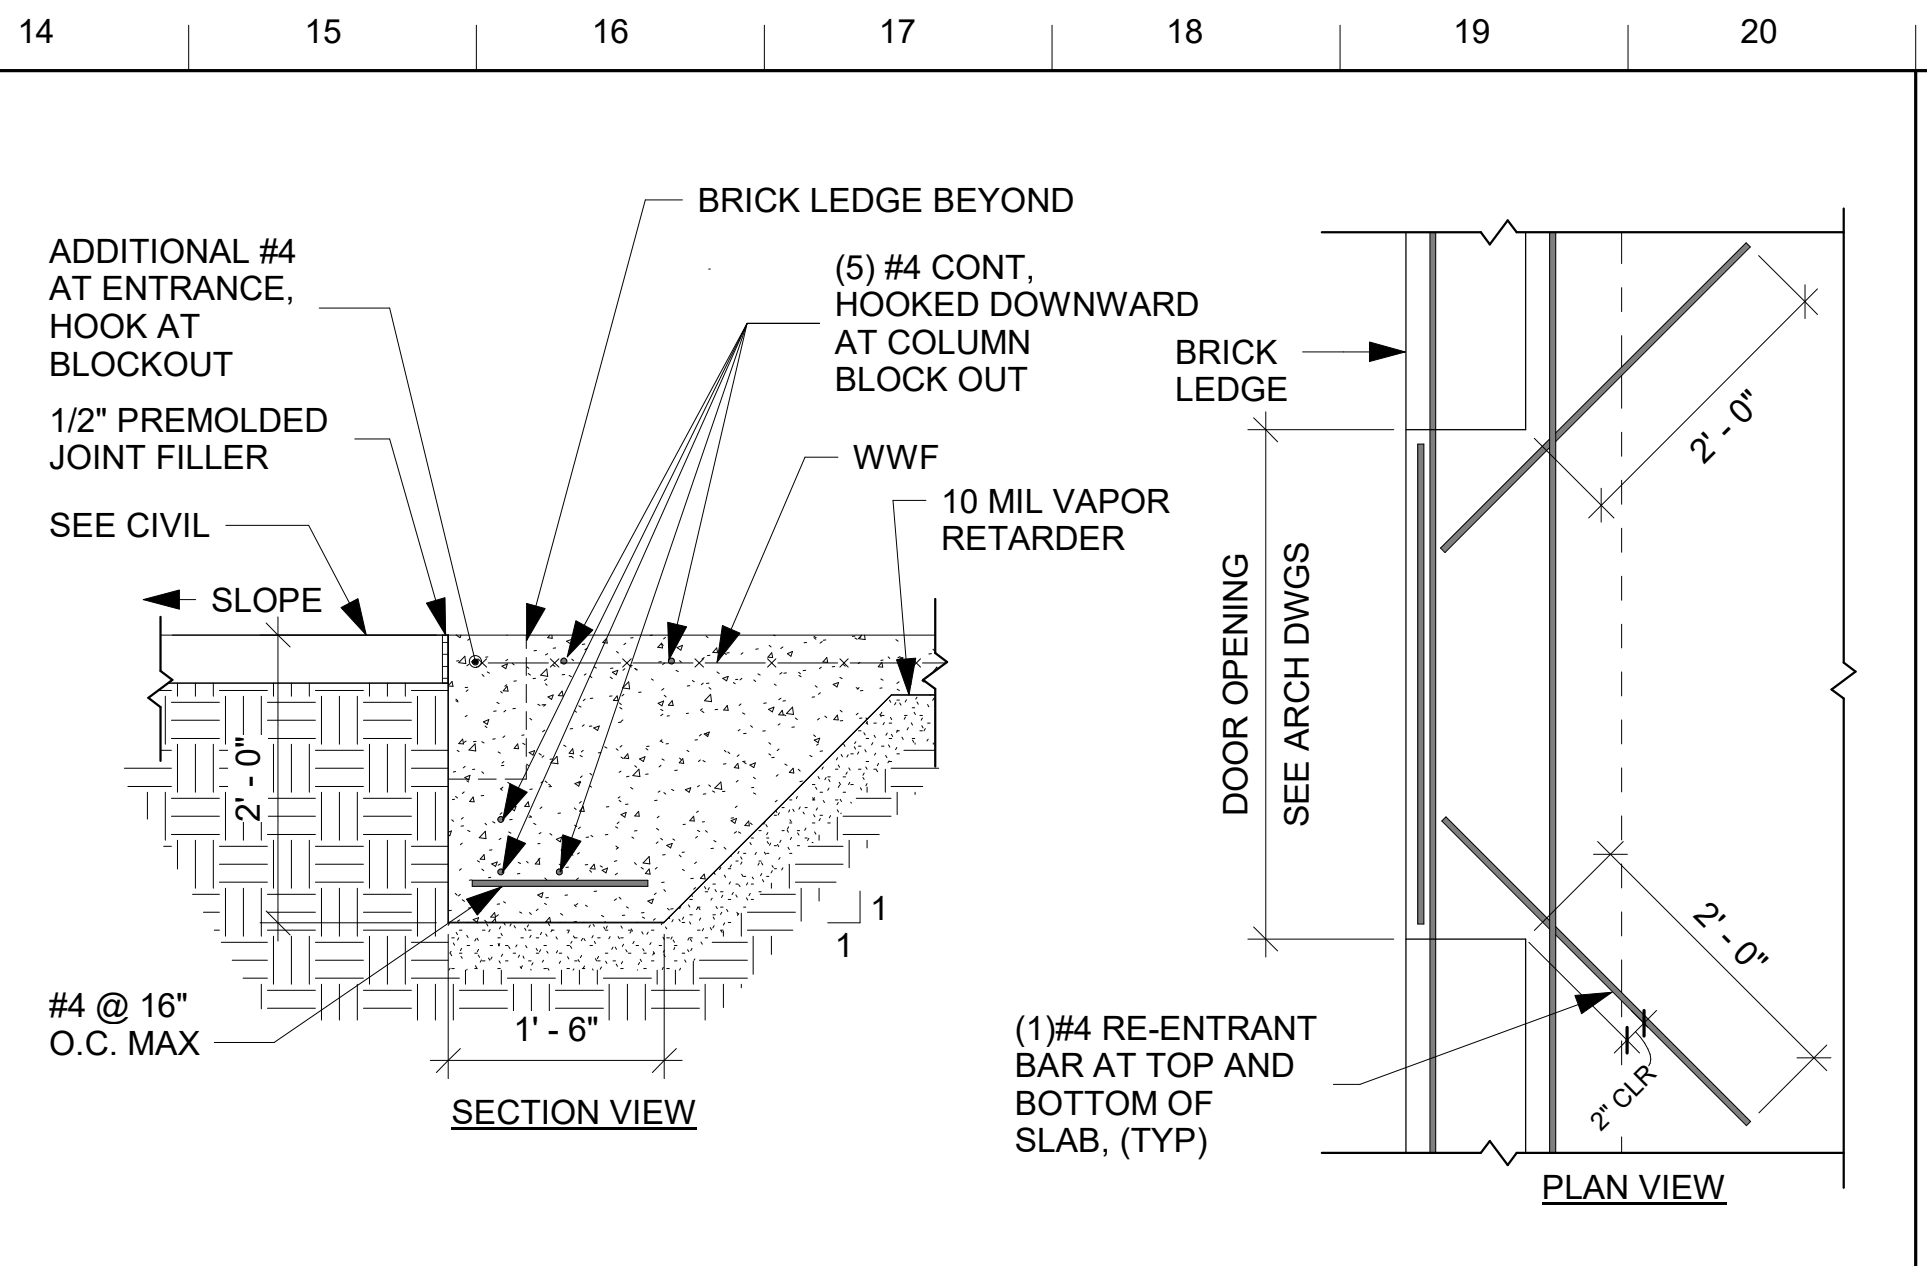 14 15 16 17 18 19 20
BRICK LEDGE BEYOND
ADDITIONAL #4
AT ENTRANCE,
HOOK AT
BLOCKOUT
(5) #4 CONT,
HOOKED DOWNWARD
AT COLUMN
BLOCK OUT
1/2" PREMOLDED
JOINT FILLER
WWF
SEE CIVIL
10 MIL VAPOR
RETARDER
SLOPE
2' - 0"
1
1
#4 @ 16"
O.C. MAX
1' - 6"
SECTION VIEW
BRICK
LEDGE
2' - 0"
DOOR OPENING
SEE ARCH DWGS
2' - 0"
(1)#4 RE-ENTRANT
BAR AT TOP AND
BOTTOM OF
SLAB, (TYP)
2" CLR
PLAN VIEW